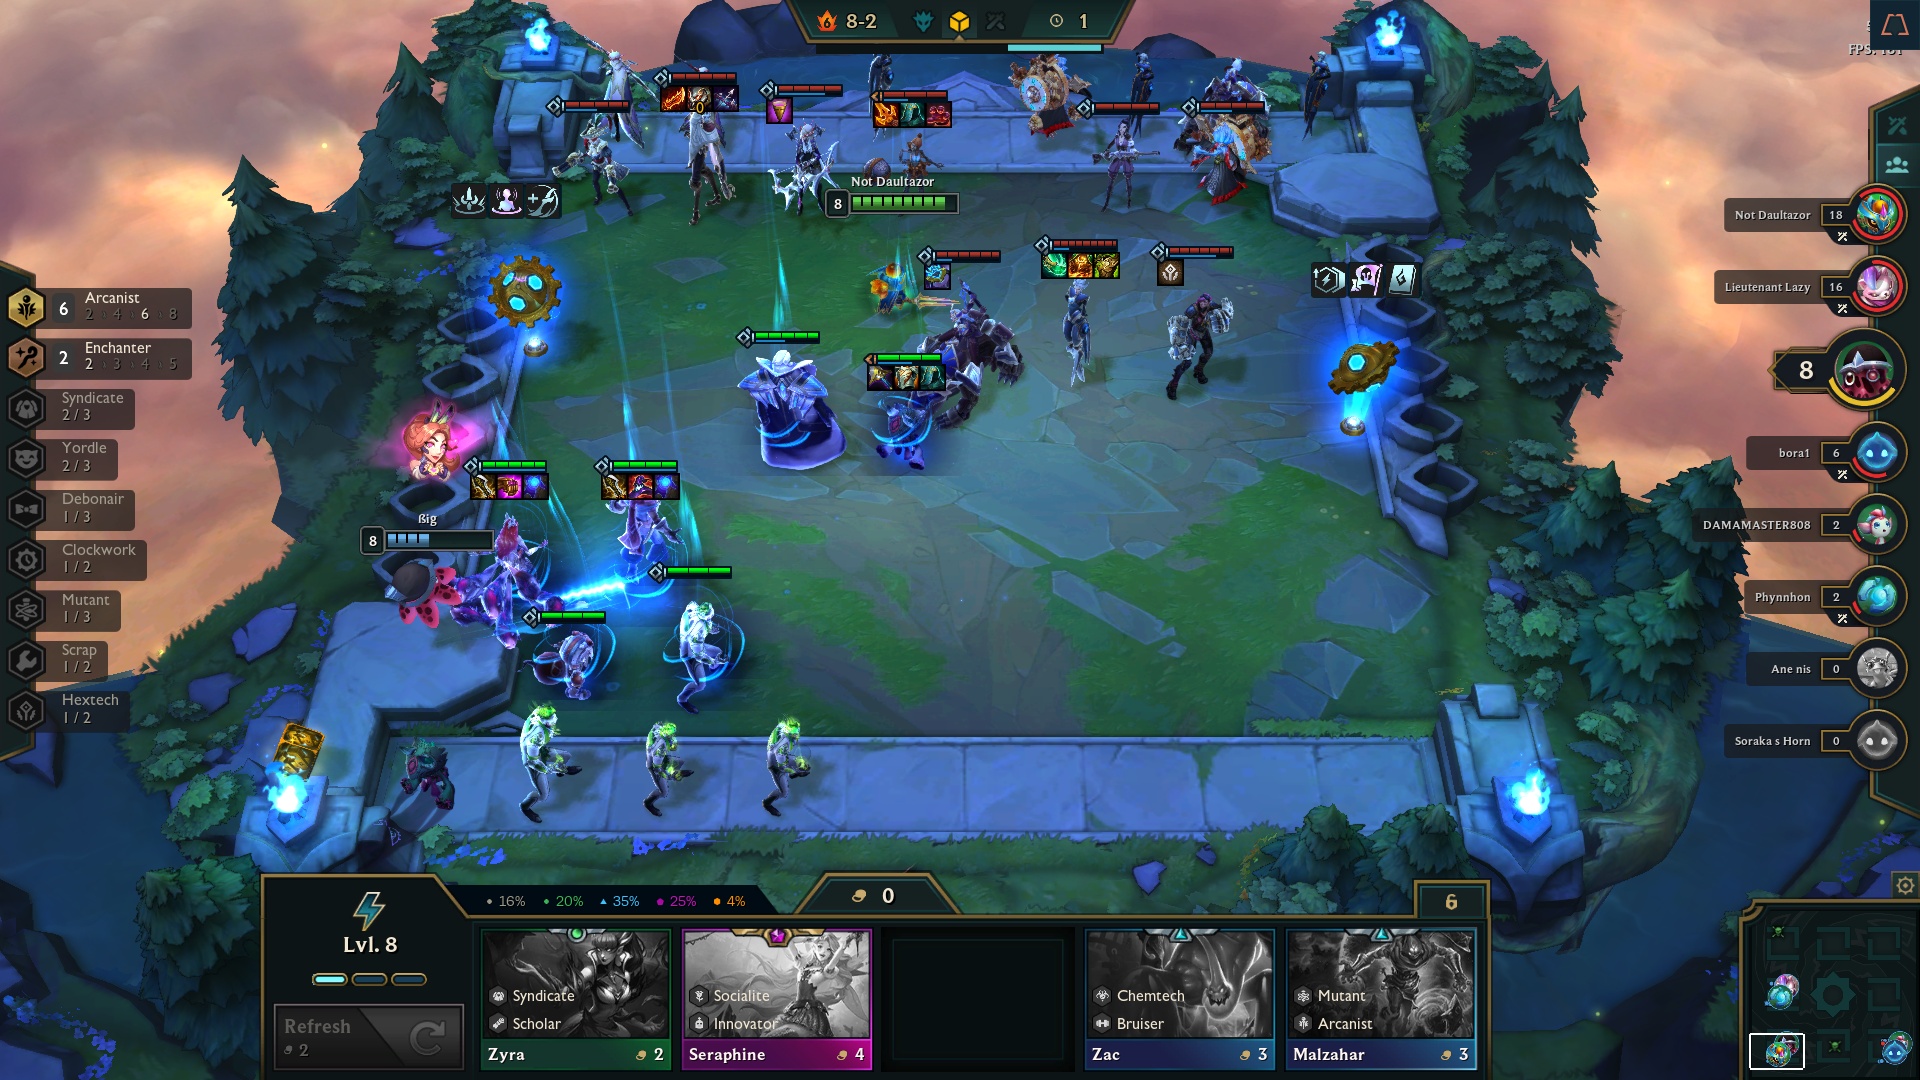 8-2
1
Not Daultazor
8
0
Not Daultazor 18
Lieutenant Lazy 16
8
bora1 6
DAMAMASTER808 2
Phynnhon 2
Ane nis 0
Soraka s Horn 0
6 Arcanist
2 › 4 › 6 › 8
2 Enchanter
2 › 3 › 4 › 5
Syndicate
2 / 3
Yordle
2 / 3
Debonair
1 / 3
Clockwork
1 / 2
Mutant
1 / 3
Scrap
1 / 2
Hextech
1 / 2
ßig
8
16% 20% 35% 25% 4%
0
6
Lvl. 8
Refresh
2
Syndicate
Scholar
Zyra 2
Socialite
Innovator
Seraphine 4
Chemtech
Bruiser
Zac 3
Mutant
Arcanist
Malzahar 3